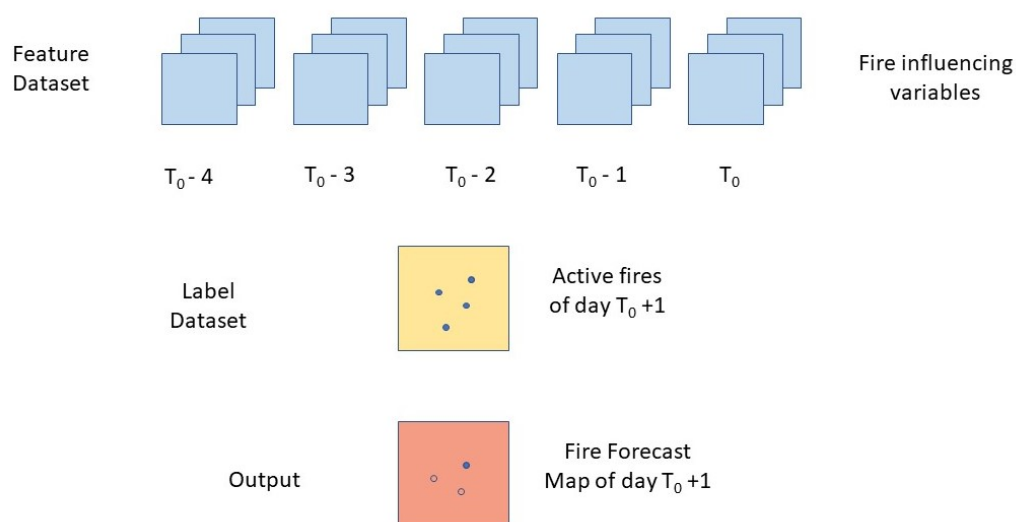 Feature
Dataset
Fire influencing
variables
T₀ - 4
T₀ - 3
T₀ - 2
T₀ - 1
T₀
Label
Dataset
Active fires
of day T₀ +1
Output
Fire Forecast
Map of day T₀ +1